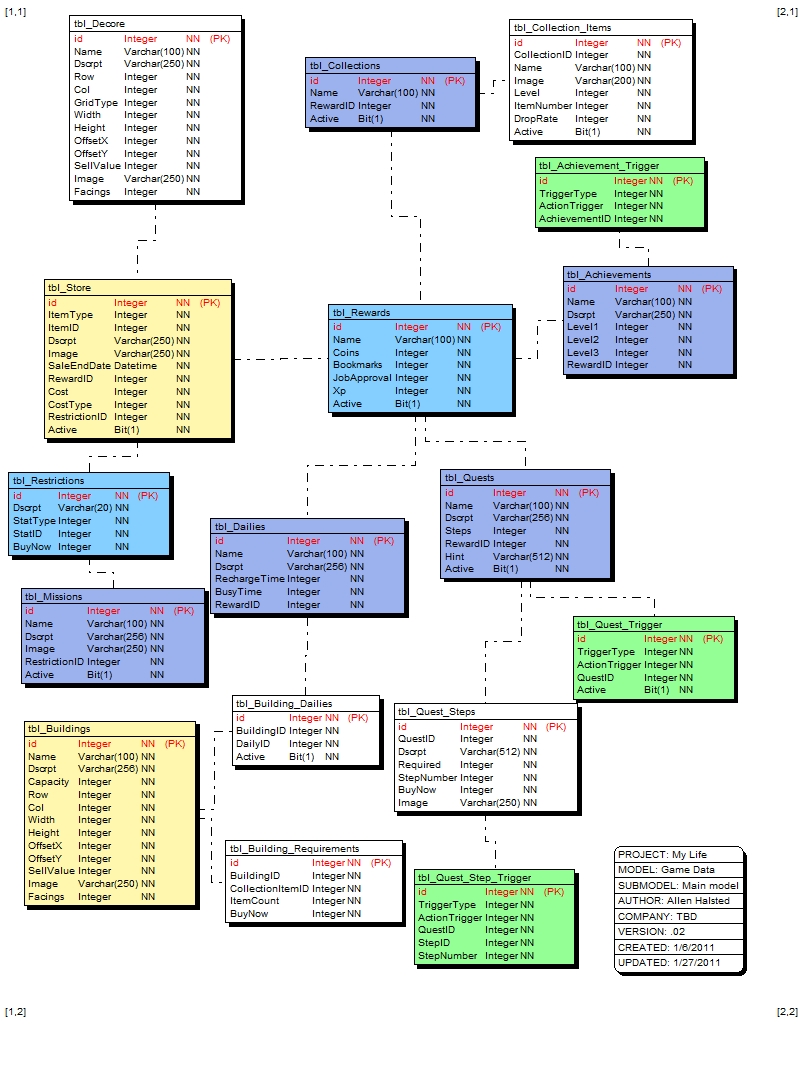 [1,1]
[2,1]
tbl_Decore
id Integer NN (PK)
Name Varchar(100) NN
Dscrpt Varchar(250) NN
Row Integer NN
Col Integer NN
GridType Integer NN
Width Integer NN
Height Integer NN
OffsetX Integer NN
OffsetY Integer NN
SellValue Integer NN
Image Varchar(250) NN
Facings Integer NN
tbl_Collections
id Integer NN (PK)
Name Varchar(100) NN
RewardID Integer NN
Active Bit(1) NN
tbl_Collection_Items
id Integer NN (PK)
CollectionID Integer NN
Name Varchar(100) NN
Image Varchar(200) NN
Level Integer NN
ItemNumber Integer NN
DropRate Integer NN
Active Bit(1) NN
tbl_Achievement_Trigger
id Integer NN (PK)
TriggerType Integer NN
ActionTrigger Integer NN
AchievementID Integer NN
tbl_Store
id Integer NN (PK)
ItemType Integer NN
ItemID Integer NN
Dscrpt Varchar(250) NN
Image Varchar(250) NN
SaleEndDate Datetime NN
RewardID Integer NN
Cost Integer NN
CostType Integer NN
RestrictionID Integer NN
Active Bit(1) NN
tbl_Rewards
id Integer NN (PK)
Name Varchar(100) NN
Coins Integer NN
Bookmarks Integer NN
JobApproval Integer NN
Xp Integer NN
Active Bit(1) NN
tbl_Achievements
id Integer NN (PK)
Name Varchar(100) NN
Dscrpt Varchar(250) NN
Level1 Integer NN
Level2 Integer NN
Level3 Integer NN
RewardID Integer NN
tbl_Restrictions
id Integer NN (PK)
Dscrpt Varchar(20) NN
StatType Integer NN
StatID Integer NN
BuyNow Integer NN
tbl_Dailies
id Integer NN (PK)
Name Varchar(100) NN
Dscrpt Varchar(256) NN
RechargeTime Integer NN
BusyTime Integer NN
RewardID Integer NN
tbl_Quests
id Integer NN (PK)
Name Varchar(100) NN
Dscrpt Varchar(256) NN
Steps Integer NN
RewardID Integer NN
Hint Varchar(512) NN
Active Bit(1) NN
tbl_Missions
id Integer NN (PK)
Name Varchar(100) NN
Dscrpt Varchar(256) NN
Image Varchar(250) NN
RestrictionID Integer NN
Active Bit(1) NN
tbl_Quest_Trigger
id Integer NN (PK)
TriggerType Integer NN
ActionTrigger Integer NN
QuestID Integer NN
Active Bit(1) NN
tbl_Buildings
id Integer NN (PK)
Name Varchar(100) NN
Dscrpt Varchar(256) NN
Capacity Integer NN
Row Integer NN
Col Integer NN
Width Integer NN
Height Integer NN
OffsetX Integer NN
OffsetY Integer NN
SellValue Integer NN
Image Varchar(250) NN
Facings Integer NN
tbl_Building_Dailies
id Integer NN (PK)
BuildingID Integer NN
DailyID Integer NN
Active Bit(1) NN
tbl_Quest_Steps
id Integer NN (PK)
QuestID Integer NN
Dscrpt Varchar(512) NN
Required Integer NN
StepNumber Integer NN
BuyNow Integer NN
Image Varchar(250) NN
tbl_Building_Requirements
id Integer NN (PK)
BuildingID Integer NN
CollectionItemID Integer NN
ItemCount Integer NN
BuyNow Integer NN
tbl_Quest_Step_Trigger
id Integer NN (PK)
TriggerType Integer NN
ActionTrigger Integer NN
QuestID Integer NN
StepID Integer NN
StepNumber Integer NN
PROJECT: My Life
MODEL: Game Data
SUBMODEL: Main model
AUTHOR: Allen Halsted
COMPANY: TBD
VERSION: .02
CREATED: 1/6/2011
UPDATED: 1/27/2011
[1,2]
[2,2]